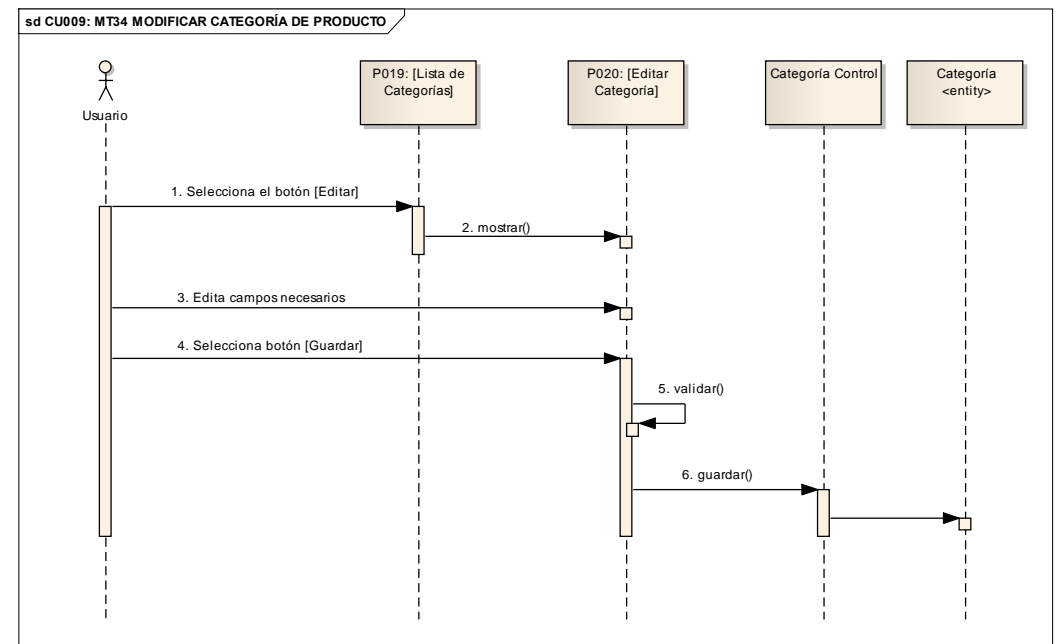 sd CU009: MT34 MODIFICAR CATEGORÍA DE PRODUCTO
Usuario
P019: [Lista de
Categorías]
P020: [Editar
Categoría]
Categoría Control
Categoría
<entity>
1. Selecciona el botón [Editar]
2. mostrar()
3. Edita campos necesarios
4. Selecciona botón [Guardar]
5. validar()
6. guardar()